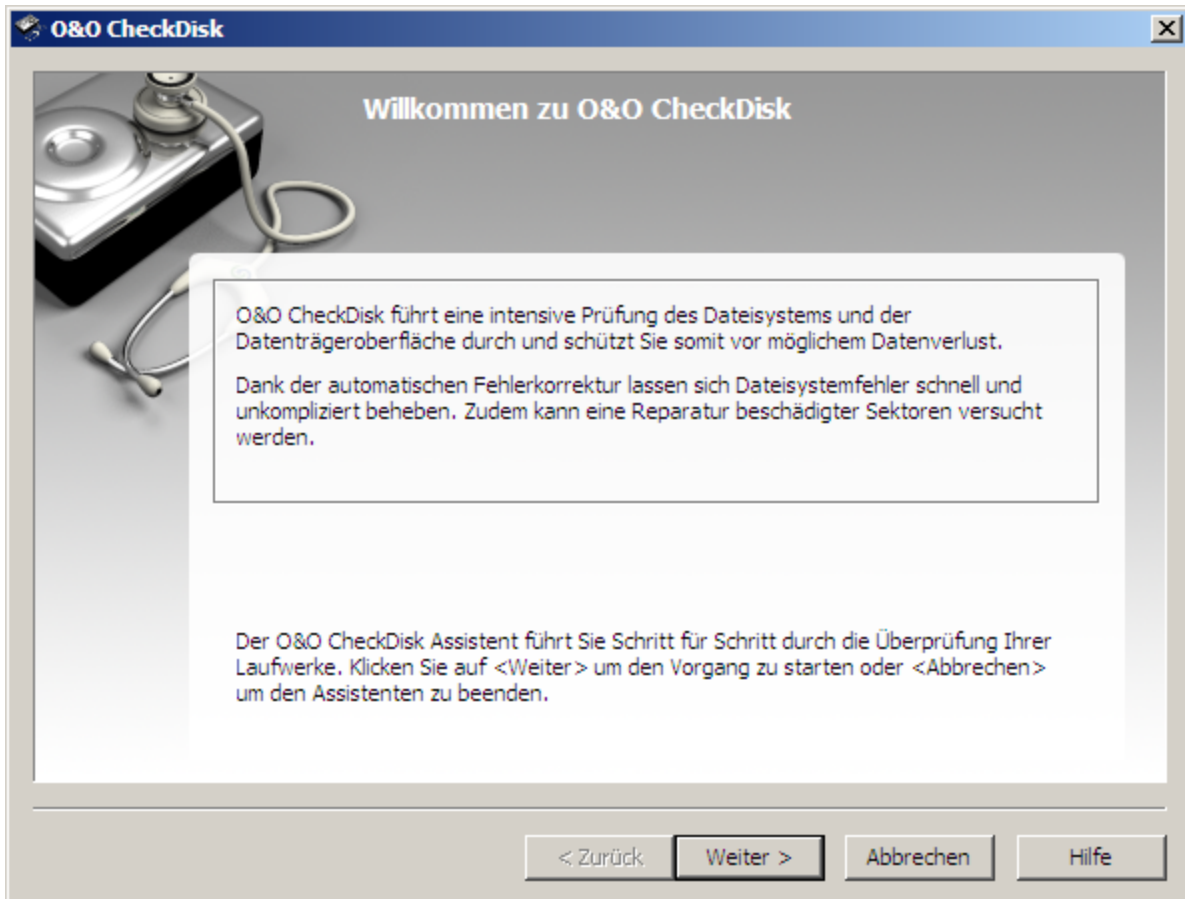 O&O CheckDisk
Willkommen zu O&O CheckDisk
O&O CheckDisk führt eine intensive Prüfung des Dateisystems und der
Datenträgeroberfläche durch und schützt Sie somit vor möglichem Datenverlust.
Dank der automatischen Fehlerkorrektur lassen sich Dateisystemfehler schnell und
unkompliziert beheben. Zudem kann eine Reparatur beschädigter Sektoren versucht
werden.
Der O&O CheckDisk Assistent führt Sie Schritt für Schritt durch die Überprüfung Ihrer
Laufwerke. Klicken Sie auf <Weiter> um den Vorgang zu starten oder <Abbrechen>
um den Assistenten zu beenden.
< Zurück
Weiter >
Abbrechen
Hilfe